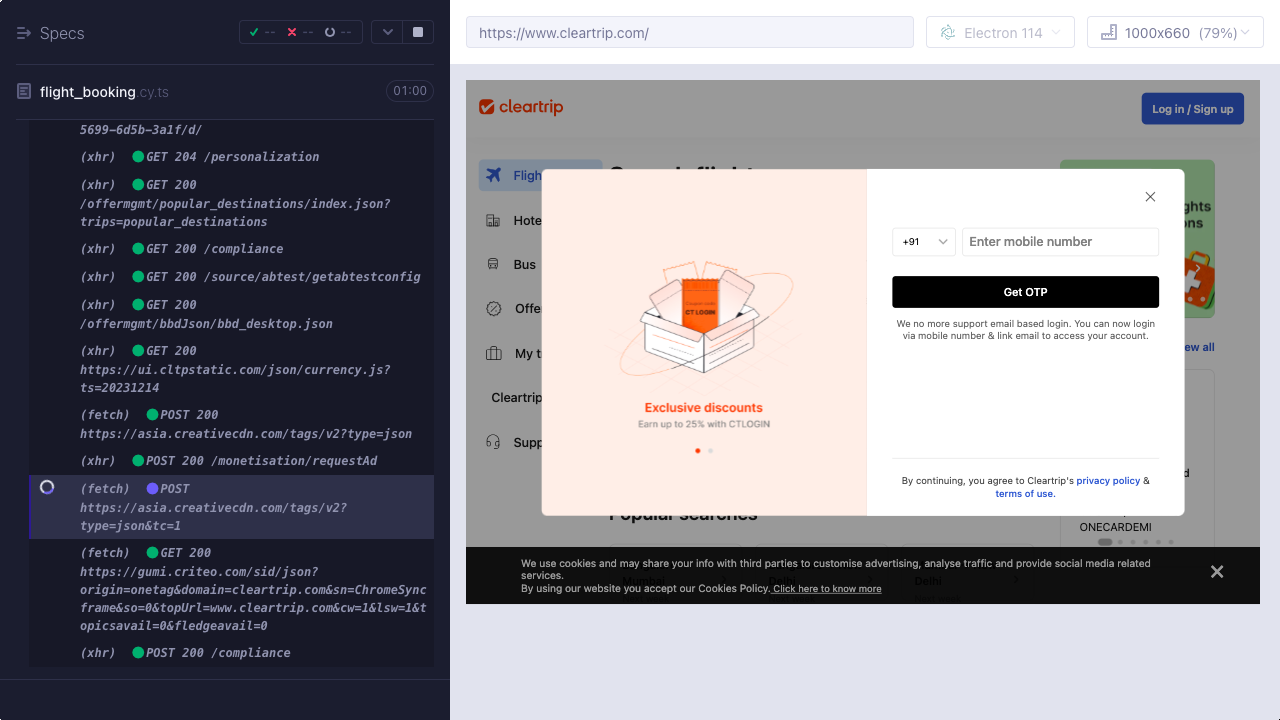 Specs
--
--
--
flight_booking.cy.ts
01:00
5699-6d5b-3a1f/d/
(xhr) GET 204 /personalization
(xhr) GET 200
/offermgmt/popular_destinations/index.json?
trips=popular_destinations
(xhr) GET 200 /compliance
(xhr) GET 200 /source/abtest/getabtestconfig
(xhr) GET 200
/offermgmt/bbdJson/bbd_desktop.json
(xhr) GET 200
https://ui.cltpstatic.com/json/currency.js?
ts=20231214
(fetch) POST 200
https://asia.creativecdn.com/tags/v2?type=json
(xhr) POST 200 /monetisation/requestAd
(fetch) POST
https://asia.creativecdn.com/tags/v2?
type=json&tc=1
(fetch) GET 200
https://gumi.criteo.com/sid/json?
origin=onetag&domain=cleartrip.com&sn=ChromeSync
frame&so=0&topUrl=www.cleartrip.com&cw=1&lsw=1&t
opicsavail=0&fledgeavail=0
(xhr) POST 200 /compliance
https://www.cleartrip.com/
Electron 114
1000x660 (79%)
cleartrip
Log in / Sign up
Fligh
Hote
Bus
Offe
My t
Cleartrip
Supp
CT LOGIN
Exclusive discounts
Earn up to 25% with CTLOGIN
+91
Enter mobile number
Get OTP
We no more support email based login. You can now login
via mobile number & link email to access your account.
By continuing, you agree to Cleartrip's privacy policy &
terms of use.
ghts
ons
ew all
d
ONECARDEMI
Popular searches
Mumbai
Delhi
Delhi
We use cookies and may share your info with third parties to customise advertising, analyse traffic and provide social media related
services.
By using our website you accept our Cookies Policy. Click here to know more